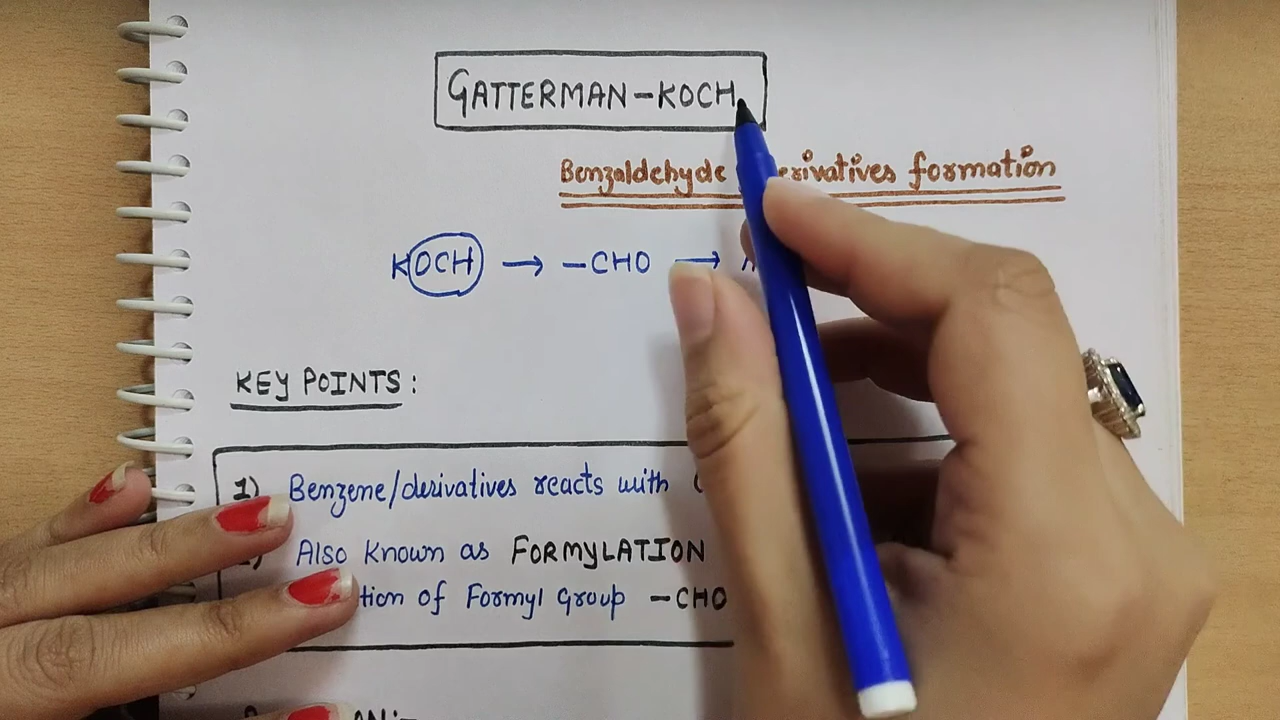 GATTERMAN-KOCH
Benzaldehyde formation
KOCH → -CHO →
KEY POINTS:
1) Benzene/derivatives reacts with
Also Known as FORMYLATION
of Formyl Group -CHO